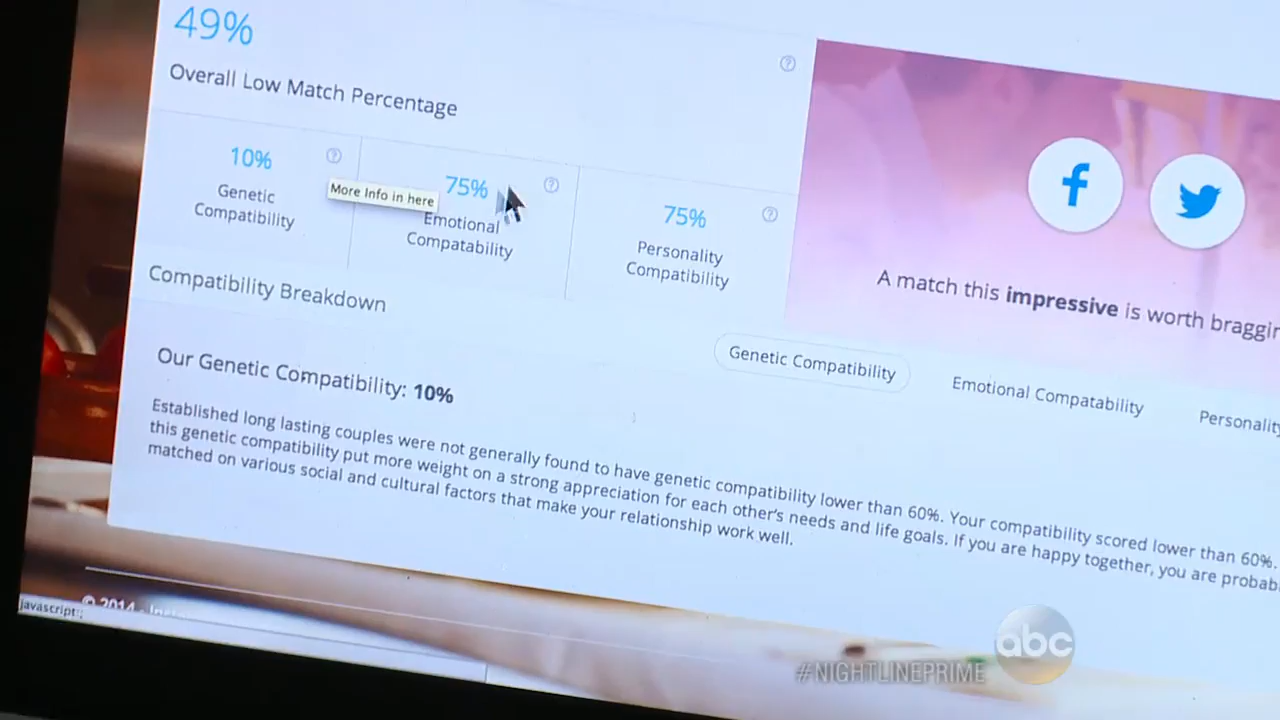 49%
Overall Low Match Percentage
10%
Genetic
Compatibility
More Info in here
75%
Emotional
Compatability
75%
Personality
Compatibility
A match this impressive is worth
Compatibility Breakdown
Genetic Compatibility
Emotional Compatability
Personality
Our Genetic Compatibility: 10%
Established long lasting couples were not generally found to have genetic compatibility lower than 60%. Your compatibility scored lower than 60%.
this genetic compatibility put more weight on a strong appreciation for each other's needs and life goals. If you are happy together, you are
matched on various social and cultural factors that make your relationship work well.
© 2014 -
javascript:;
abc
#NIGHTLINEPRIME